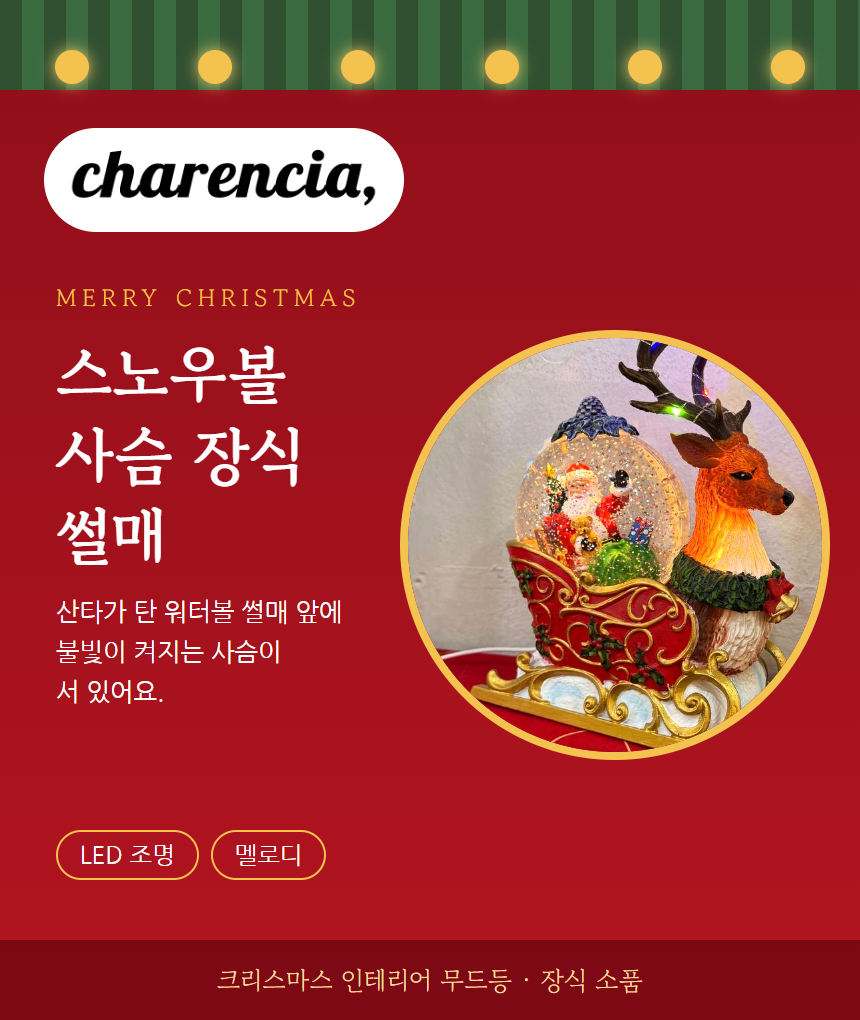 charencia,
MERRY CHRISTMAS
스노우볼
사슴 장식
썰매
산타가 탄 워터볼 썰매 앞에
불빛이 켜지는 사슴이
서 있어요.
LED 조명
멜로디
크리스마스 인테리어 무드등 · 장식 소품